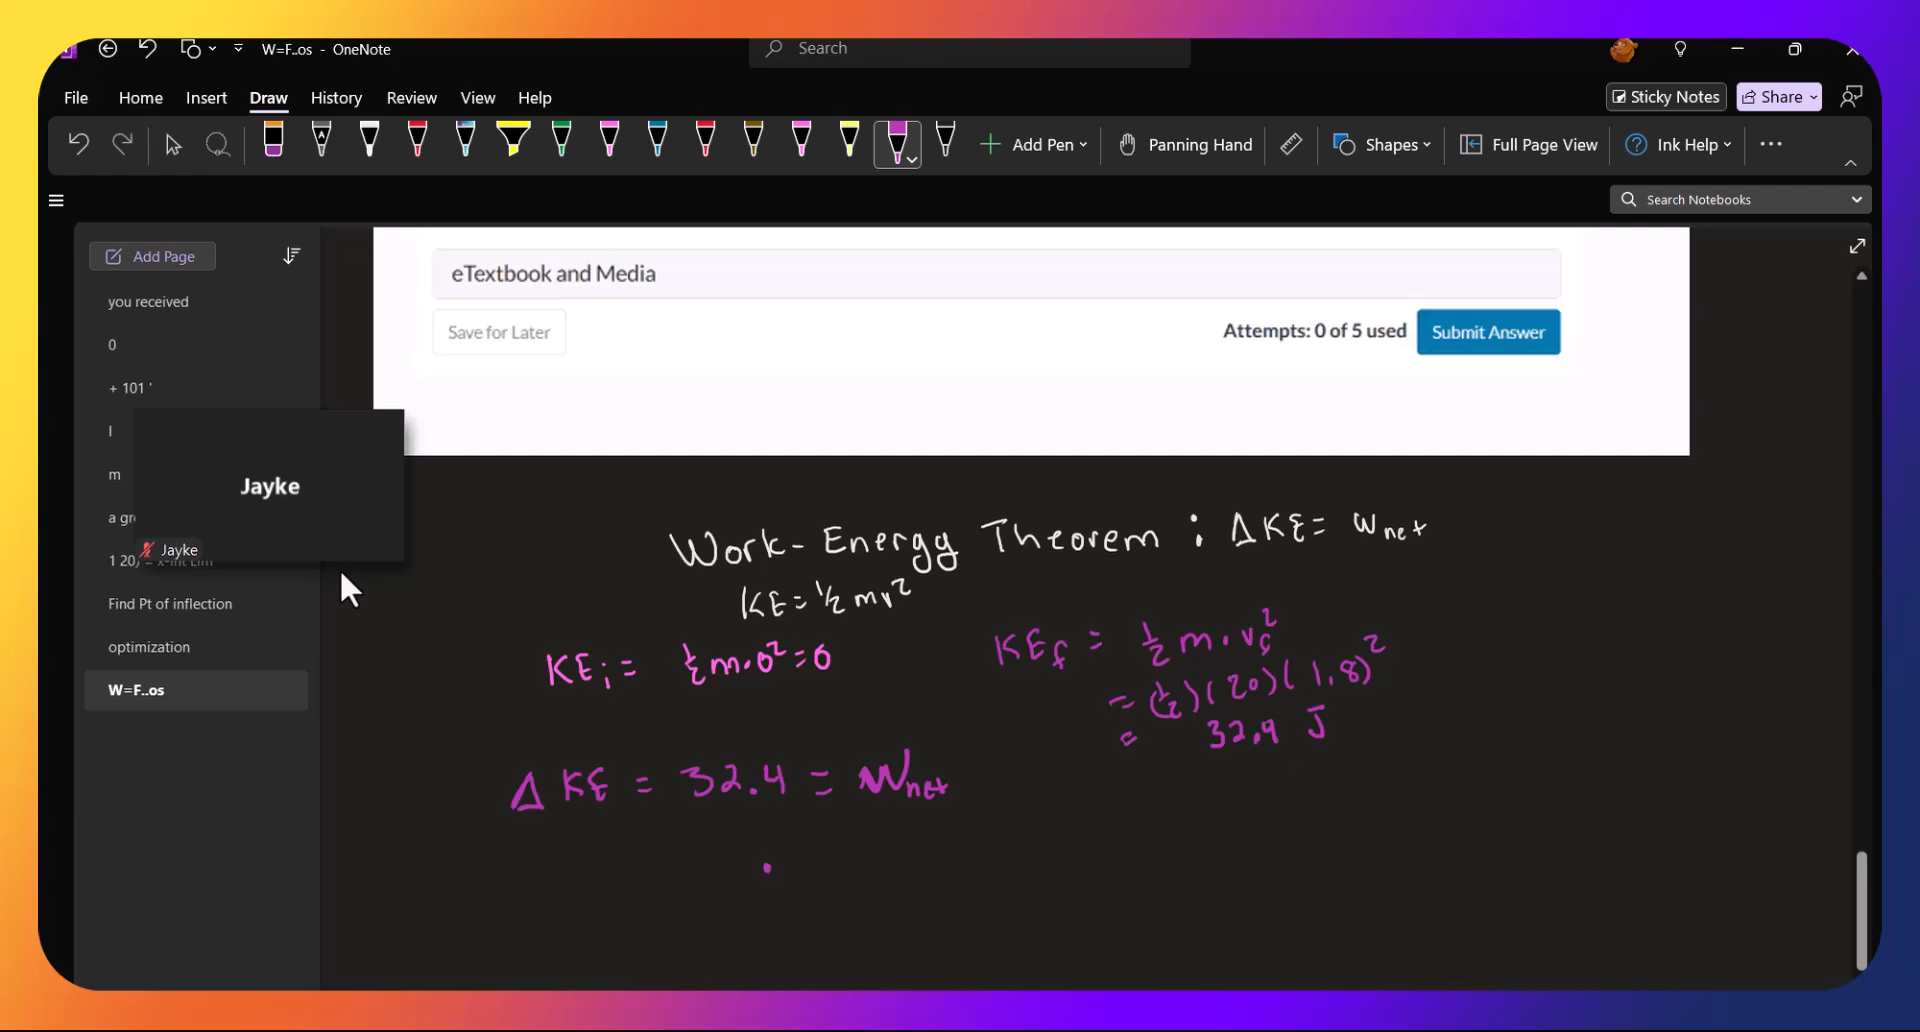 W=F..os - OneNote
Search
File Home Insert Draw History Review View Help
Sticky Notes Share
Add Pen Panning Hand Shapes Full Page View Ink Help
Search Notebooks
Add Page
you received
0
+ 101 '
I
m
a gr
1 20
Find Pt of inflection
optimization
W=F..os
Jayke
Jayke
eTextbook and Media
Save for Later Attempts: 0 of 5 used Submit Answer
Work-Energy Theorem : ΔKE = Wnet
KE = ½ mv²
KEi = ½ m·0² = 0
KEf = ½ m·vf²
= (½)(20)(1.8)²
= 32.4 J
ΔKE = 32.4 = Wnet